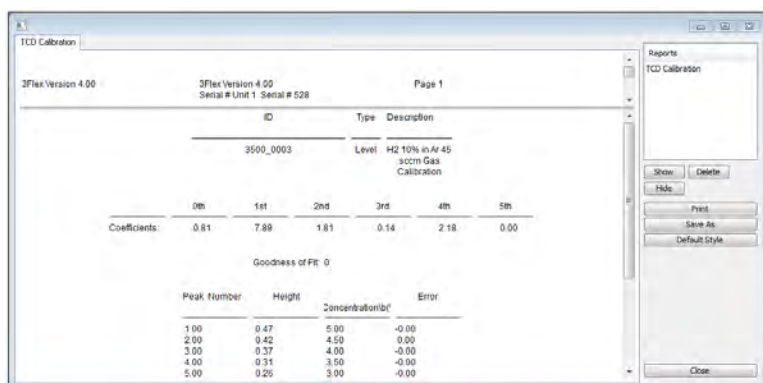 TCD Calibration
3Flex Version 4.00 3Flex Version 4.00 Page 1
Serial # Unit 1 Serial # 528
ID Type Description
3500_0003 Level H2 10% in Ar 45
sccm Gas
Calibration
0th 1st 2nd 3rd 4th 5th
Coefficients: 0.81 7.89 1.81 0.14 2.18 0.00
Goodness of Fit: 0
Peak Number Height Concentration\b(' Error
1.00 0.47 5.00 -0.00
2.00 0.42 4.50 0.00
3.00 0.37 4.00 -0.00
4.00 0.31 3.50 -0.00
5.00 0.26 3.00 -0.00
Reports
TCD Calibration
Show Delete
Hide
Print
Save As
Default Style
Close